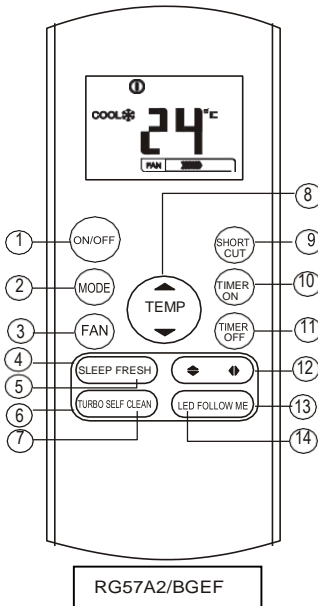 COOL
24°C
FAN
8
1 ON/OFF
SHORT CUT 9
2 MODE
TEMP
TIMER ON 10
3 FAN
TIMER OFF 11
4 SLEEP FRESH
5
12
6 TURBO SELF CLEAN
LED FOLLOW ME 13
7
14
RG57A2/BGEF